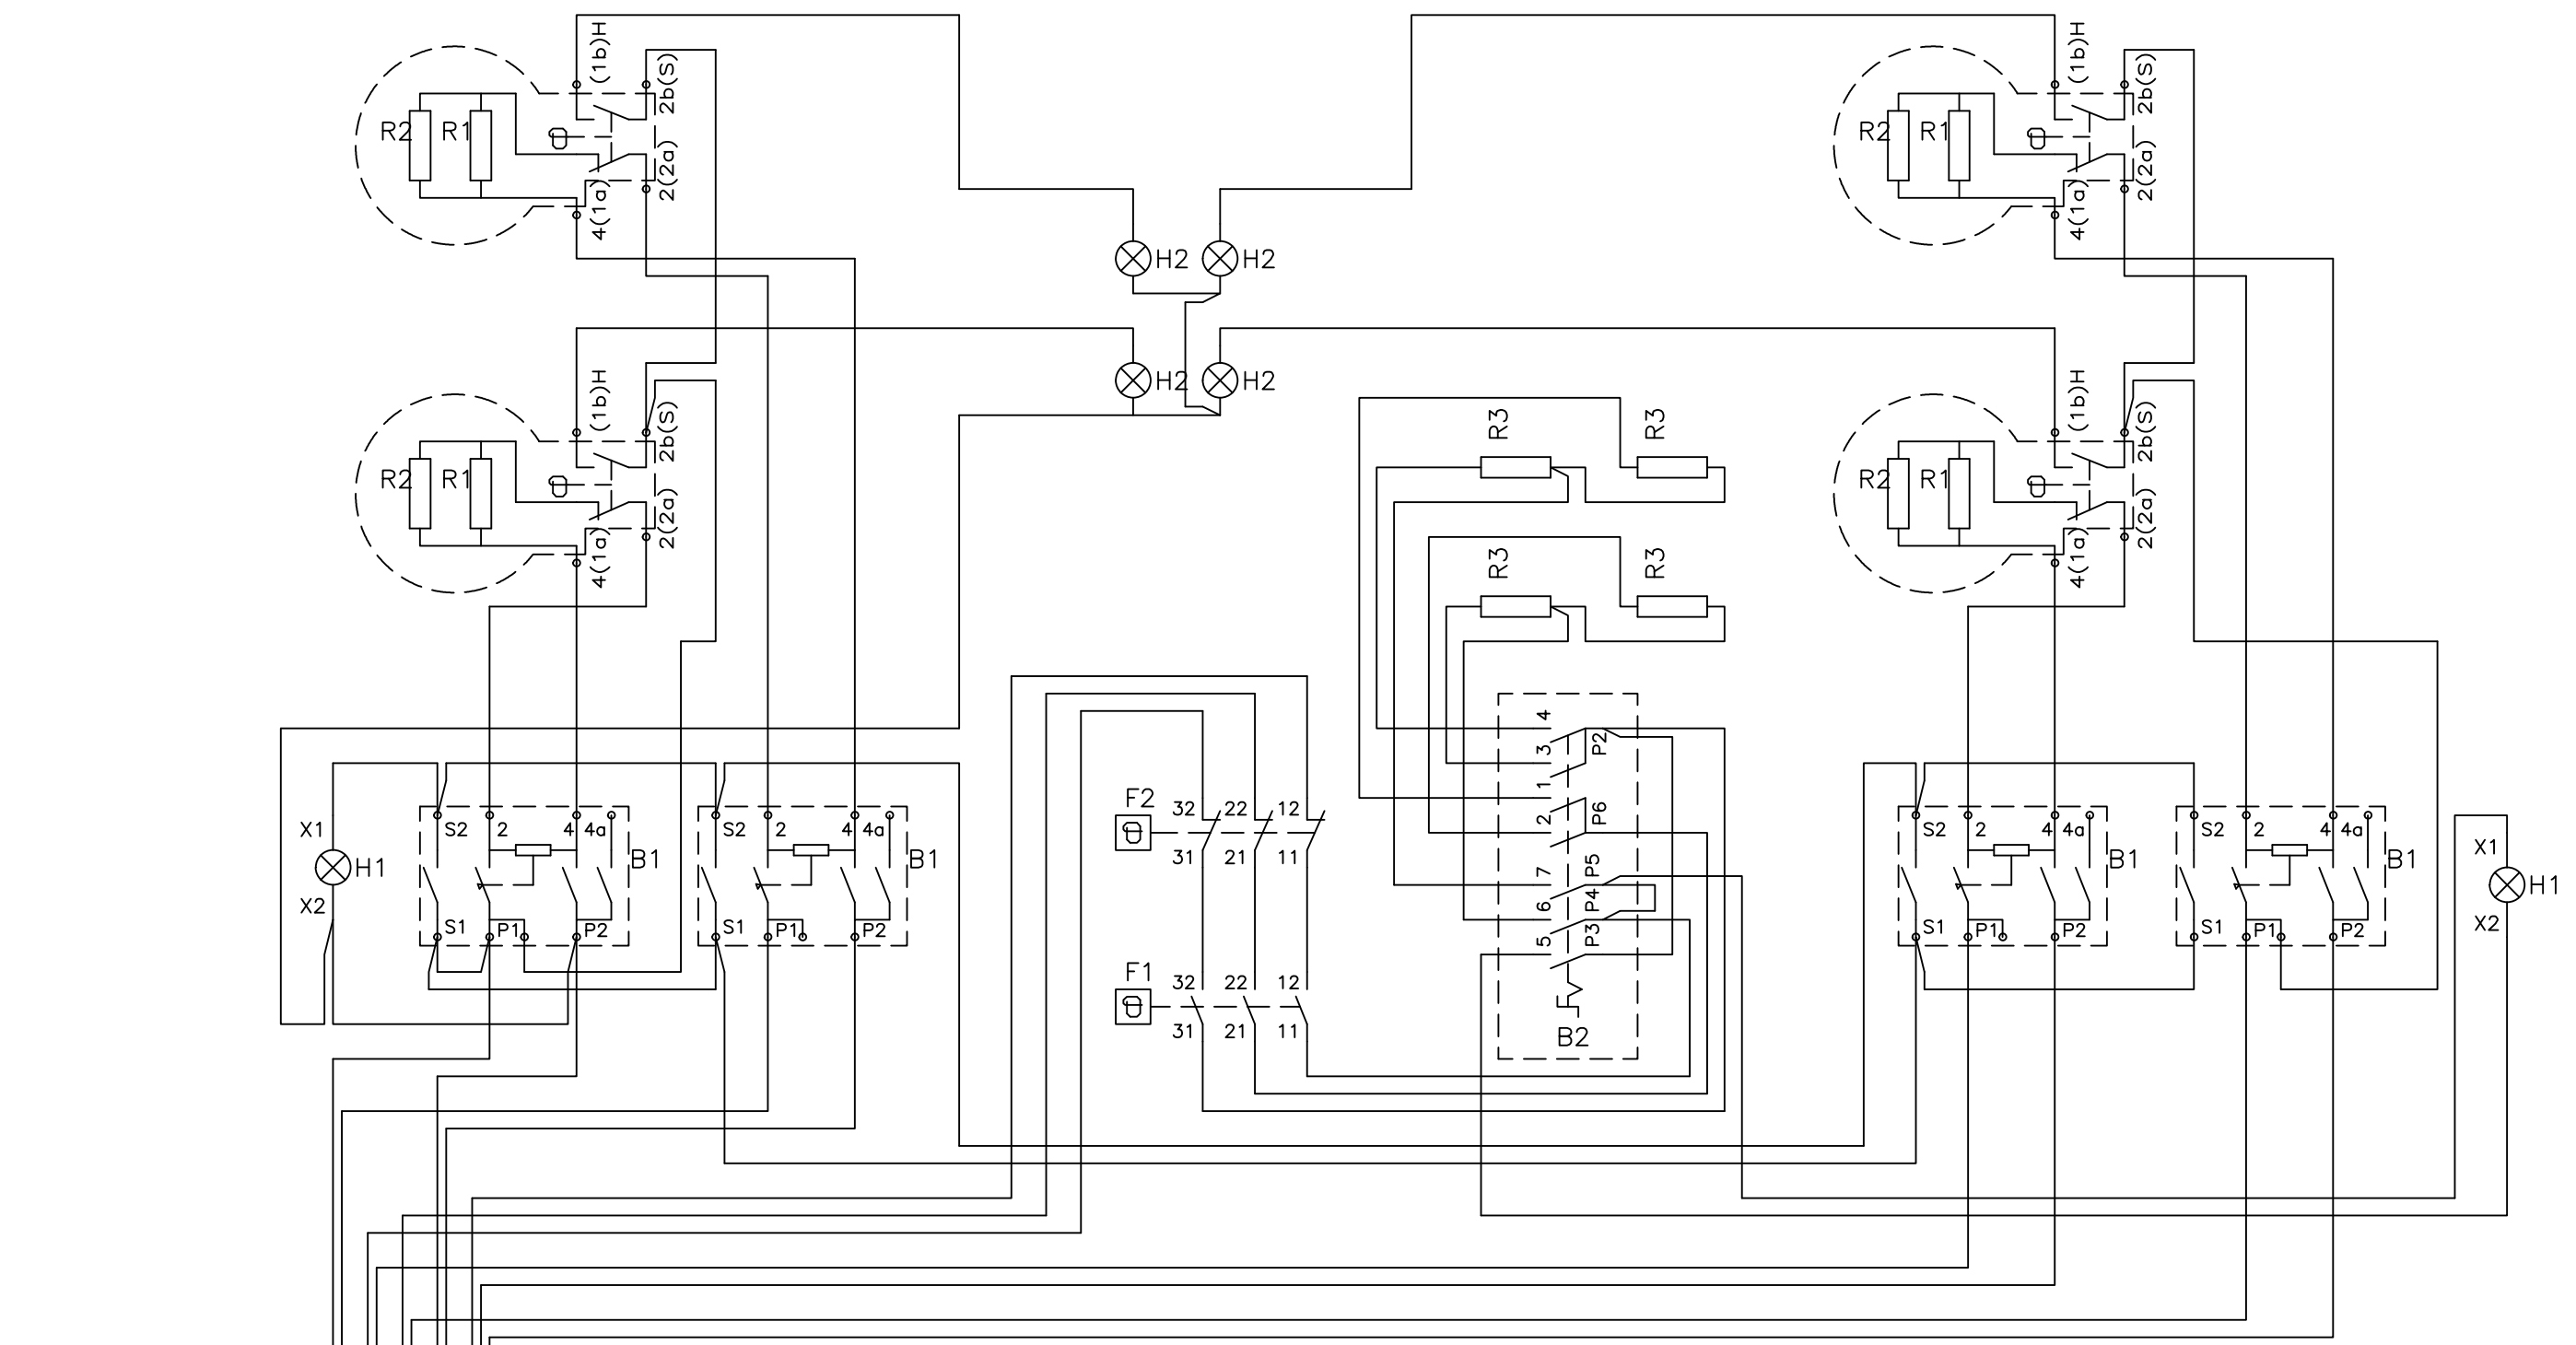 (1b)H
2b(S)
R2 R1
2(2a)
4(1a)
(1b)H
2b(S)
R2 R1
2(2a)
4(1a)
H2 H2
H2 H2
(1b)H
2b(S)
R2 R1
2(2a)
4(1a)
(1b)H
2b(S)
R2 R1
2(2a)
4(1a)
R3 R3
R3 R3
X1
H1
X2
S2 2 4 4a
B1
S1 P1 P2
S2 2 4 4a
B1
S1 P1 P2
F2
32 22 12
31 21 11
F1
32 22 12
31 21 11
4
3 P2
1
2 P6
7 P5
6 P4
5 P3
B2
S2 2 4 4a
B1
S1 P1 P2
S2 2 4 4a
B1
S1 P1 P2
X1
H1
X2